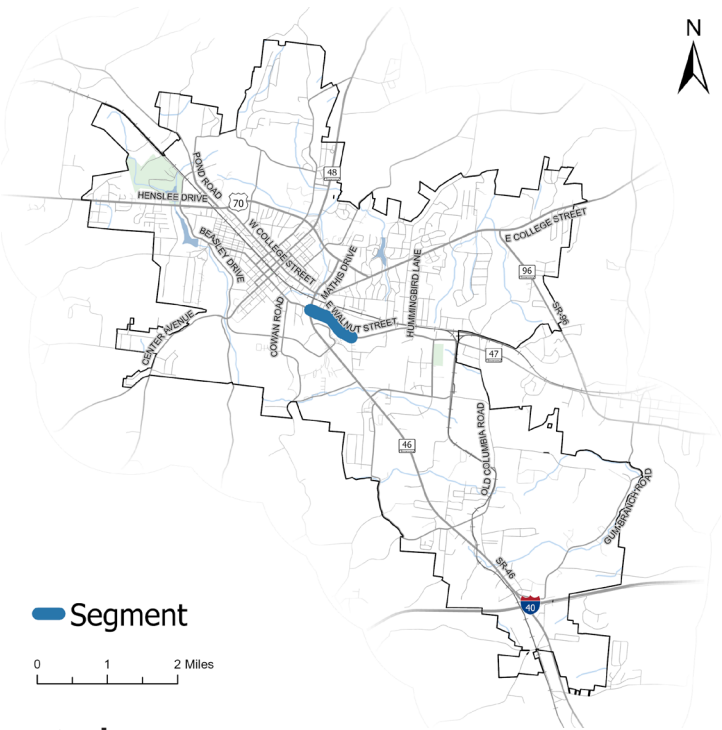 N
48
POND ROAD
HENSLEE DRIVE
70
W COLLEGE STREET
E COLLEGE STREET
BEASLEY DRIVE
MATHIS DRIVE
HUMMINGBIRD LANE
96
SR-96
E WALNUT STREET
CENTER AVENUE
COWAN ROAD
47
46
OLD COLUMBIA ROAD
GUM BRANCH ROAD
SR-46
40
Segment
0 1 2 Miles